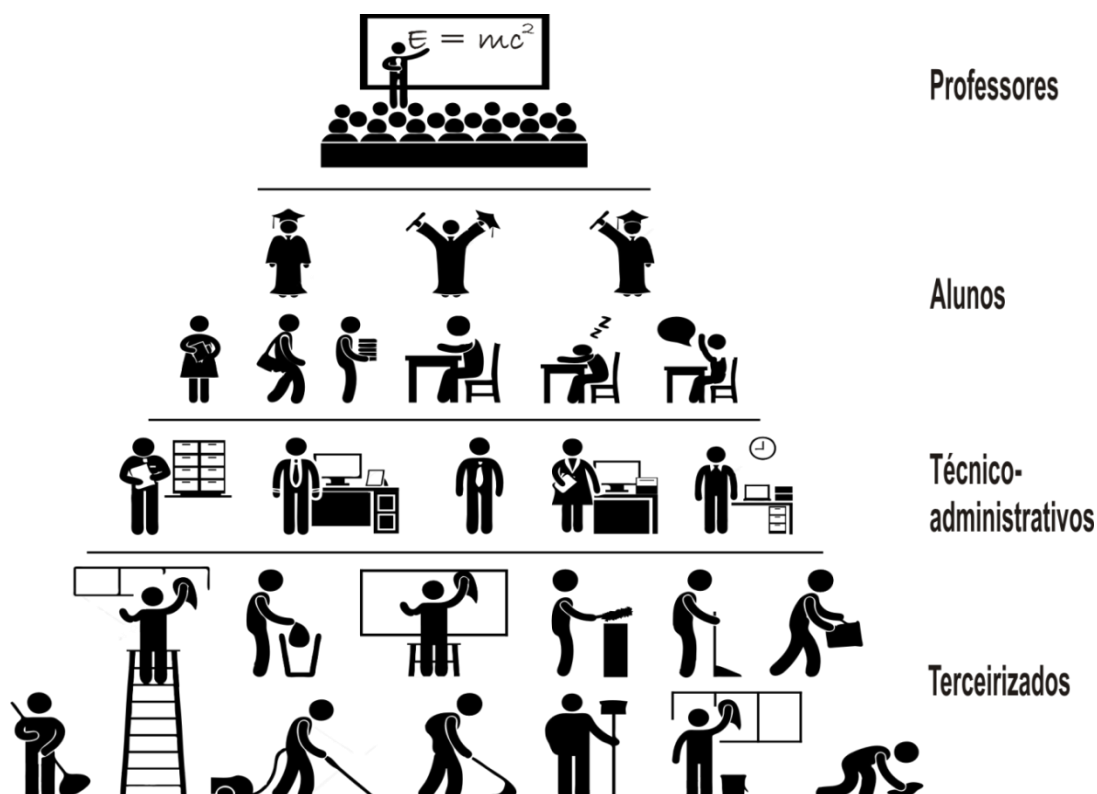 E = mc²
Professores
Alunos
z
z
z
Técnico-
administrativos
Terceirizados